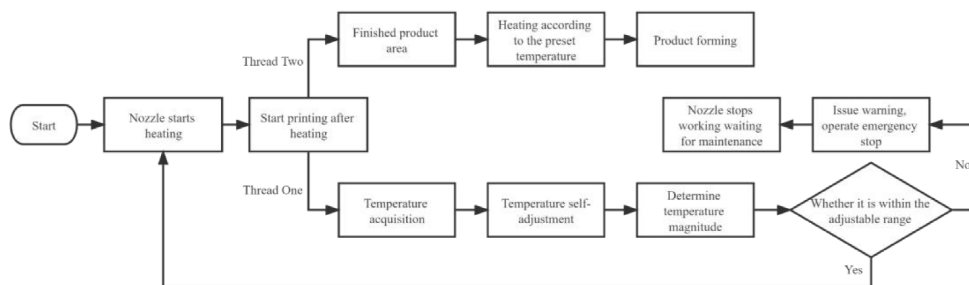 Finished product
area
Heating according
to the preset
temperature
Product forming
Thread Two
Start
Nozzle starts
heating
Start printing after
heating
Nozzle stops
working waiting
for maintenance
Issue warning,
operate emergency
stop
No
Thread One
Temperature
acquisition
Temperature self-
adjustment
Determine
temperature
magnitude
Whether it is within the
adjustable range
Yes